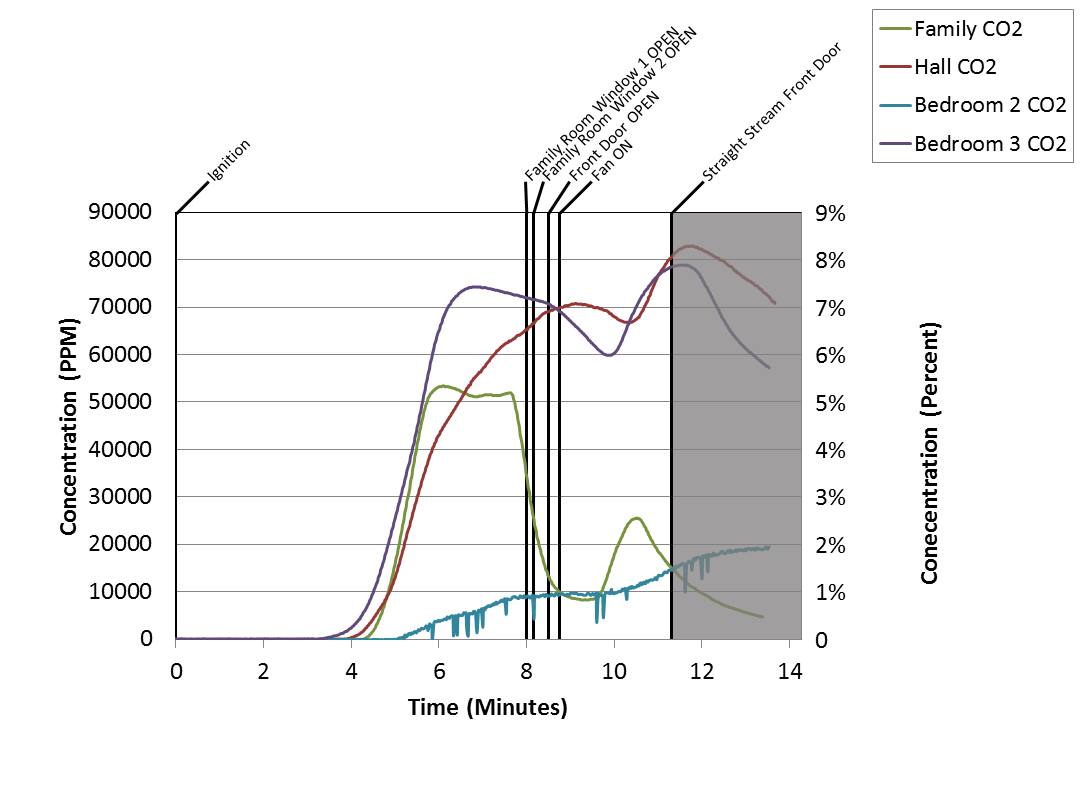 Family CO2
Hall CO2
Bedroom 2 CO2
Bedroom 3 CO2
Ignition
Family Room Window 1 OPEN
Family Room Window 2 OPEN
Front Door OPEN
Fan ON
Straight Stream Front Door
90000
80000
70000
60000
50000
40000
30000
20000
10000
0
Concentration (PPM)
9%
8%
7%
6%
5%
4%
3%
2%
1%
0
Conecentration (Percent)
0 2 4 6 8 10 12 14
Time (Minutes)